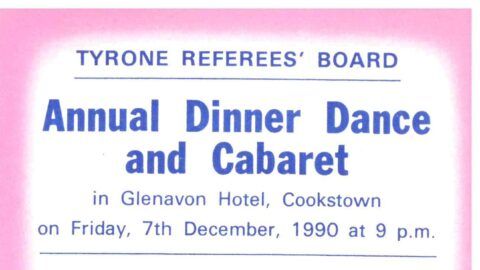 TYRONE REFEREES' BOARD
Annual Dinner Dance
and Cabaret
in Glenavon Hotel, Cookstown
on Friday, 7th December, 1990 at 9 p.m.